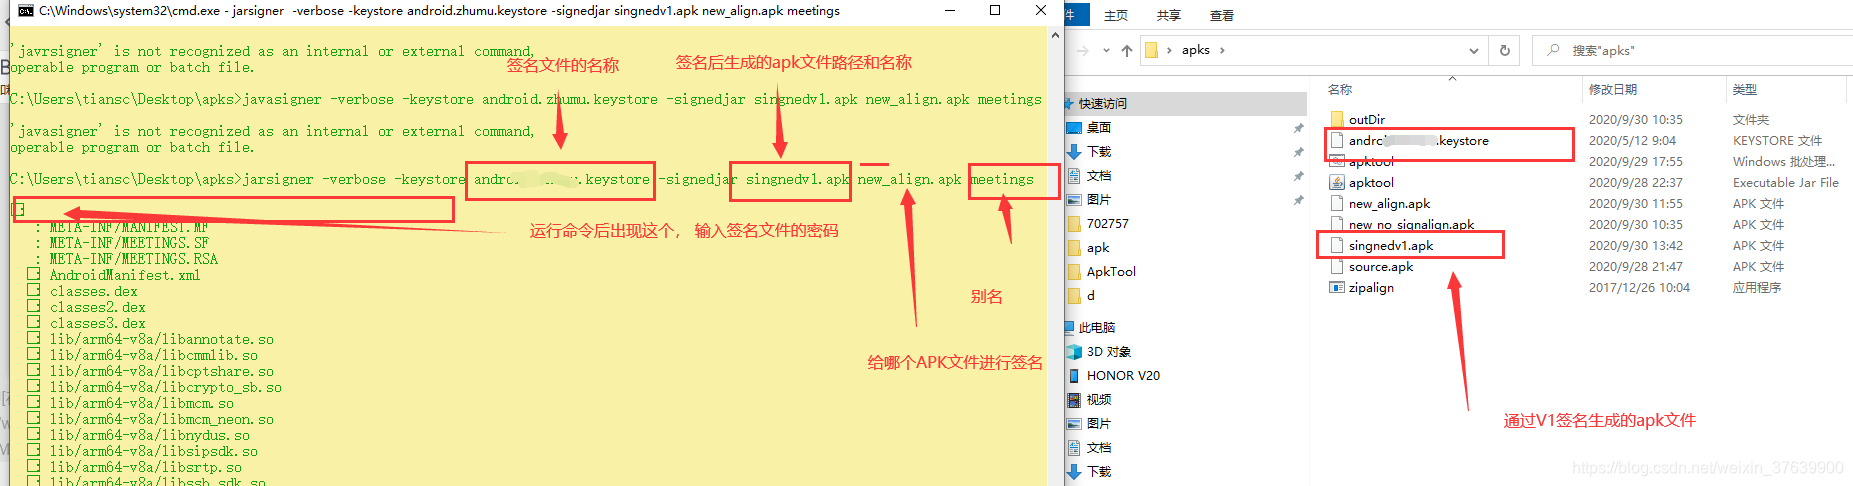 C:\Windows\system32\cmd.exe - jarsigner -verbose -keystore android.zhumu.keystore -signedjar singnedv1.apk new_align.apk meetings
'javrsigner' is not recognized as an internal or external command,
operable program or batch file.
签名文件的名称
签名后生成的apk文件路径和名称
C:\Users\tiansc\Desktop\apks>javasigner -verbose -keystore android.zhumu.keystore -signedjar singnedv1.apk new_align.apk meetings
'javasigner' is not recognized as an internal or external command,
operable program or batch file.
C:\Users\tiansc\Desktop\apks>jarsigner -verbose -keystore andro .keystore -signedjar singnedv1.apk new_align.apk meetings
运行命令后出现这个， 输入签名文件的密码
: META-INF/MANIFEST.MF
: META-INF/MEETINGS.SF
: META-INF/MEETINGS.RSA
: AndroidManifest.xml
: classes.dex
: classes2.dex
: classes3.dex
: lib/arm64-v8a/libannotate.so
: lib/arm64-v8a/libcmmlib.so
: lib/arm64-v8a/libcptshare.so
: lib/arm64-v8a/libcrypto_sb.so
: lib/arm64-v8a/libmcm.so
: lib/arm64-v8a/libmcm_neon.so
: lib/arm64-v8a/libnydus.so
: lib/arm64-v8a/libsipsdk.so
: lib/arm64-v8a/libsrtp.so
: lib/arm64-v8a/libssb_sdk.so
别名
给哪个APK文件进行签名
件 主页 共享 查看
apks
搜索"apks"
快速访问
桌面
下载
文档
图片
702757
apk
ApkTool
d
此电脑
3D 对象
HONOR V20
视频
图片
文档
下载
名称 修改日期 类型
outDir 2020/9/30 10:35 文件夹
andro .keystore 2020/5/12 9:04 KEYSTORE 文件
apktool 2020/9/29 17:55 Windows 批处理...
apktool 2020/9/28 22:37 Executable Jar File
new_align.apk 2020/9/30 11:55 APK 文件
new_no_signalign.apk 2020/9/30 10:35 APK 文件
singnedv1.apk 2020/9/30 13:42 APK 文件
source.apk 2020/9/28 21:47 APK 文件
zipalign 2017/12/26 10:04 应用程序
通过V1签名生成的apk文件
https://blog.csdn.net/weixin_37639900